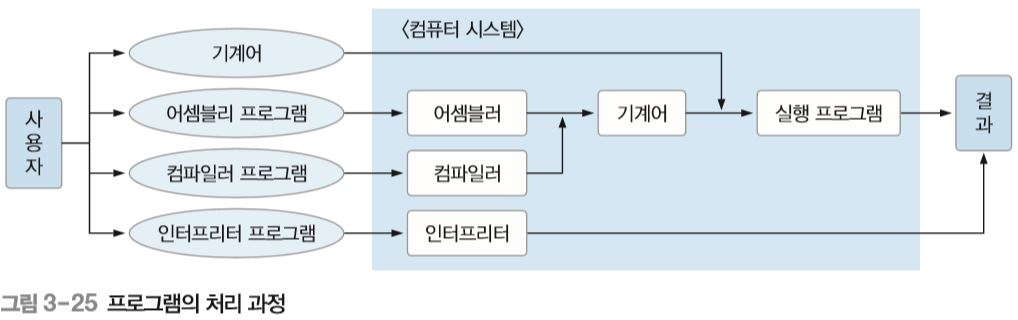 〈컴퓨터 시스템〉
기계어
사용자
어셈블리 프로그램
어셈블러
기계어
실행 프로그램
결과
컴파일러 프로그램
컴파일러
인터프리터 프로그램
인터프리터
그림 3-25 프로그램의 처리 과정